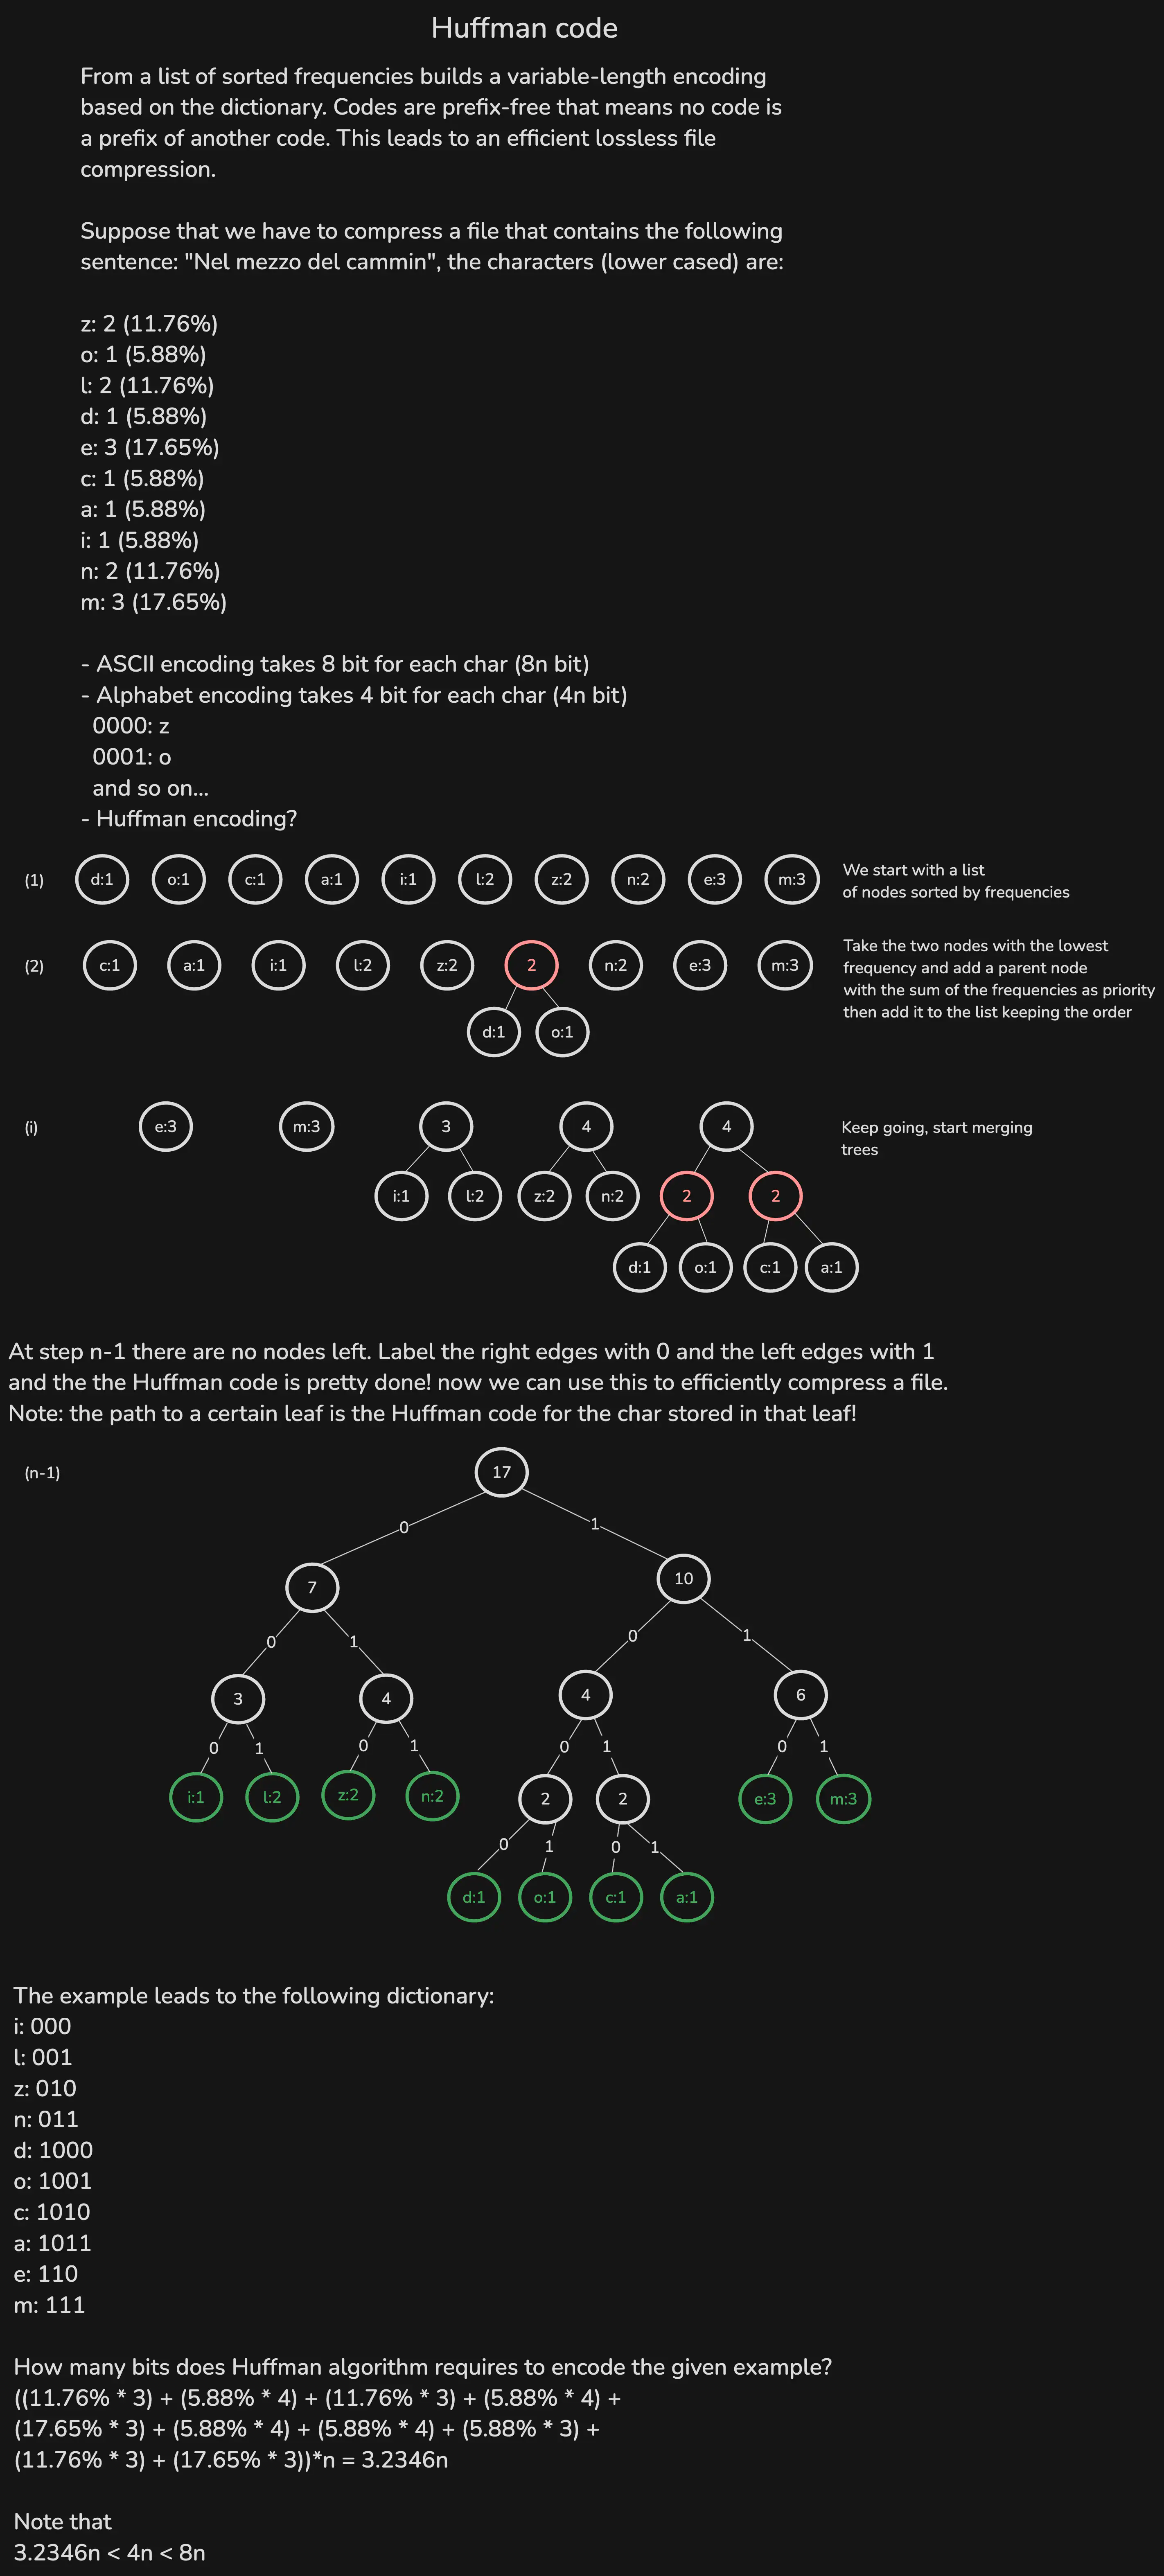 Huffman code
From a list of sorted frequencies builds a variable-length encoding
based on the dictionary. Codes are prefix-free that means no code is
a prefix of another code. This leads to an efficient lossless file
compression.
Suppose that we have to compress a file that contains the following
sentence: "Nel mezzo del cammin", the characters (lower cased) are:
z: 2 (11.76%)
o: 1 (5.88%)
l: 2 (11.76%)
d: 1 (5.88%)
e: 3 (17.65%)
c: 1 (5.88%)
a: 1 (5.88%)
i: 1 (5.88%)
n: 2 (11.76%)
m: 3 (17.65%)
- ASCII encoding takes 8 bit for each char (8n bit)
- Alphabet encoding takes 4 bit for each char (4n bit)
0000: z
0001: o
and so on...
- Huffman encoding?
(1) d:1 o:1 c:1 a:1 i:1 l:2 z:2 n:2 e:3 m:3
We start with a list
of nodes sorted by frequencies
(2) c:1 a:1 i:1 l:2 z:2 2 n:2 e:3 m:3
d:1 o:1
Take the two nodes with the lowest
frequency and add a parent node
with the sum of the frequencies as priority
then add it to the list keeping the order
(i) e:3 m:3 3 4 4
i:1 l:2 z:2 n:2 2 2
d:1 o:1 c:1 a:1
Keep going, start merging
trees
At step n-1 there are no nodes left. Label the right edges with 0 and the left edges with 1
and the the Huffman code is pretty done! now we can use this to efficiently compress a file.
Note: the path to a certain leaf is the Huffman code for the char stored in that leaf!
(n-1) 17
0 1
7 10
0 1 0 1
3 4 4 6
0 1 0 1 0 1 0 1
i:1 l:2 z:2 n:2 2 2 e:3 m:3
0 1 0 1
d:1 o:1 c:1 a:1
The example leads to the following dictionary:
i: 000
l: 001
z: 010
n: 011
d: 1000
o: 1001
c: 1010
a: 1011
e: 110
m: 111
How many bits does Huffman algorithm requires to encode the given example?
((11.76% * 3) + (5.88% * 4) + (11.76% * 3) + (5.88% * 4) +
(17.65% * 3) + (5.88% * 4) + (5.88% * 4) + (5.88% * 3) +
(11.76% * 3) + (17.65% * 3))*n = 3.2346n
Note that
3.2346n < 4n < 8n